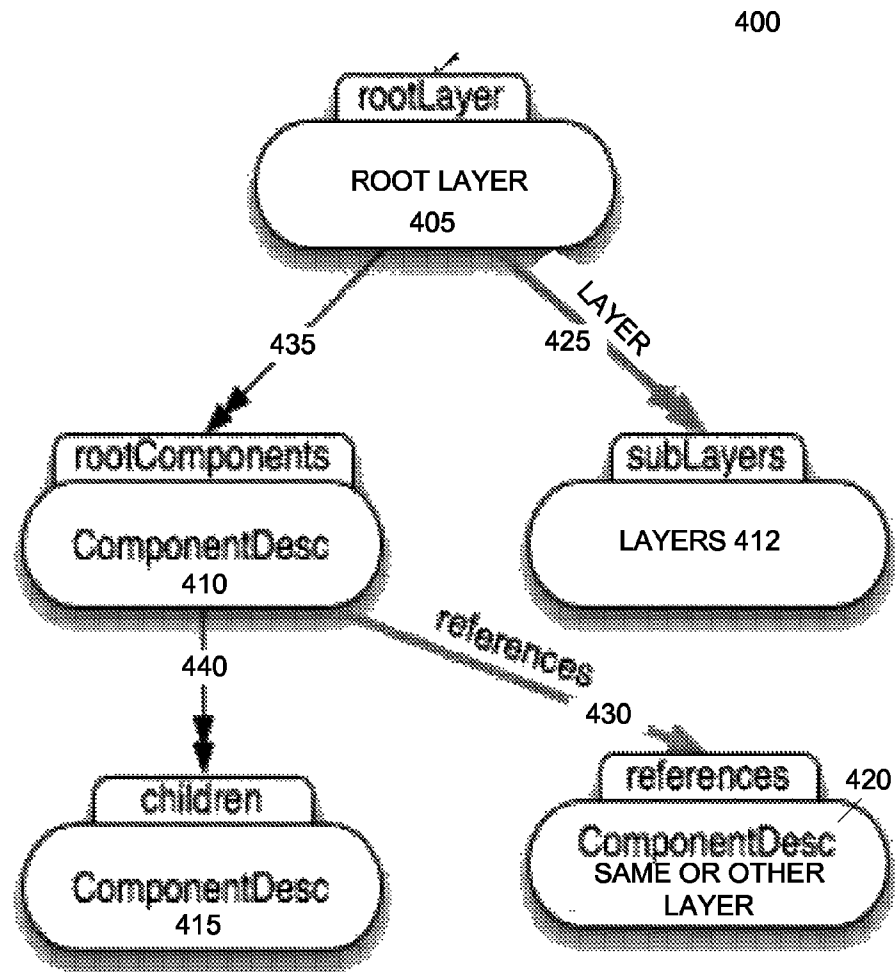 400
rootLayer
ROOT LAYER
405
435
425
LAYER
rootComponents
ComponentDesc
410
subLayers
LAYERS 412
440
references
430
children
ComponentDesc
415
references
420
ComponentDesc
SAME OR OTHER
LAYER